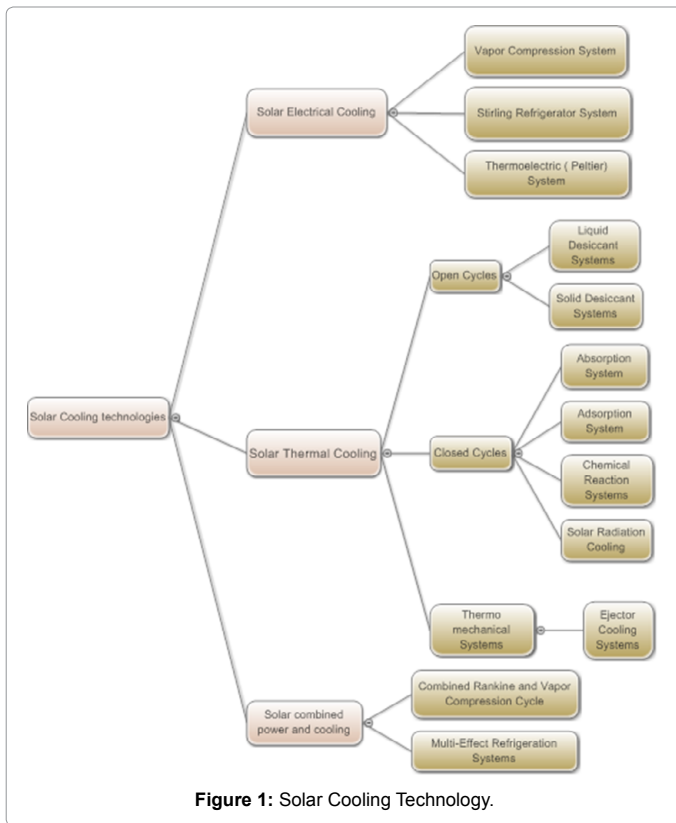 Vapor Compression System
Solar Electrical Cooling
Stirling Refrigerator System
Thermoelectric ( Peltier)
System
Liquid
Desiccant
Systems
Open Cycles
Solid Desiccant
Systems
Absorption
System
Adsorption
System
Solar Cooling technologies
Solar Thermal Cooling
Closed Cycles
Chemical
Reaction
Systems
Solar Radiation
Cooling
Thermo
mechanical
Systems
Ejector
Cooling
Systems
Combined Rankine and Vapor
Compression Cycle
Solar combined
power and cooling
Multi-Effect Refrigeration
Systems
Figure 1: Solar Cooling Technology.